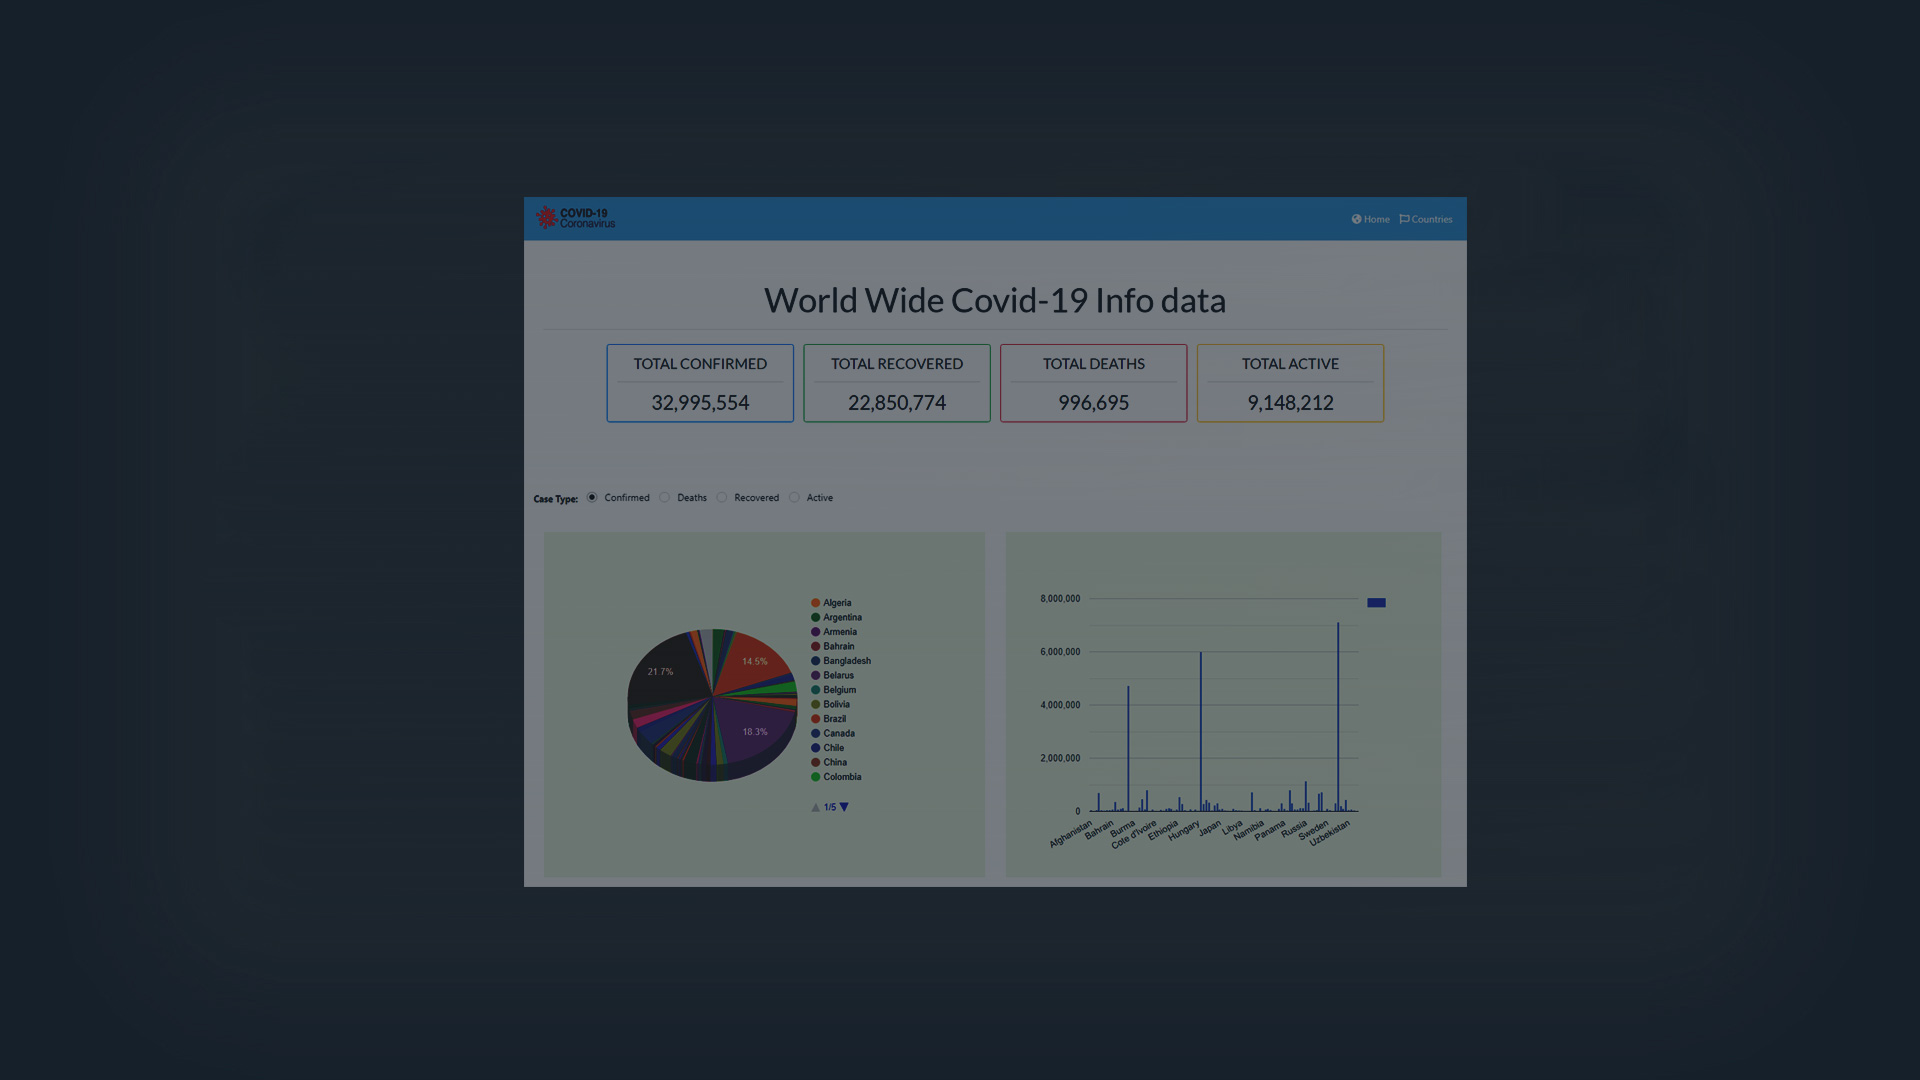 COVID-19
Coronavirus
Home Countries
World Wide Covid-19 Info data
TOTAL CONFIRMED
32,995,554
TOTAL RECOVERED
22,850,774
TOTAL DEATHS
996,695
TOTAL ACTIVE
9,148,212
Case Type: Confirmed Deaths Recovered Active
21.7%
14.5%
18.3%
Algeria
Argentina
Armenia
Bahrain
Bangladesh
Belarus
Belgium
Bolivia
Brazil
Canada
Chile
China
Colombia
1/5
8,000,000
6,000,000
4,000,000
2,000,000
0
Afghanistan
Bahrain
Burma
Cote d'Ivoire
Ethiopia
Hungary
Japan
Libya
Namibia
Panama
Russia
Sweden
Uzbekistan